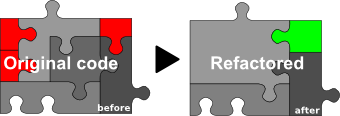 Original code
before
Refactored
after